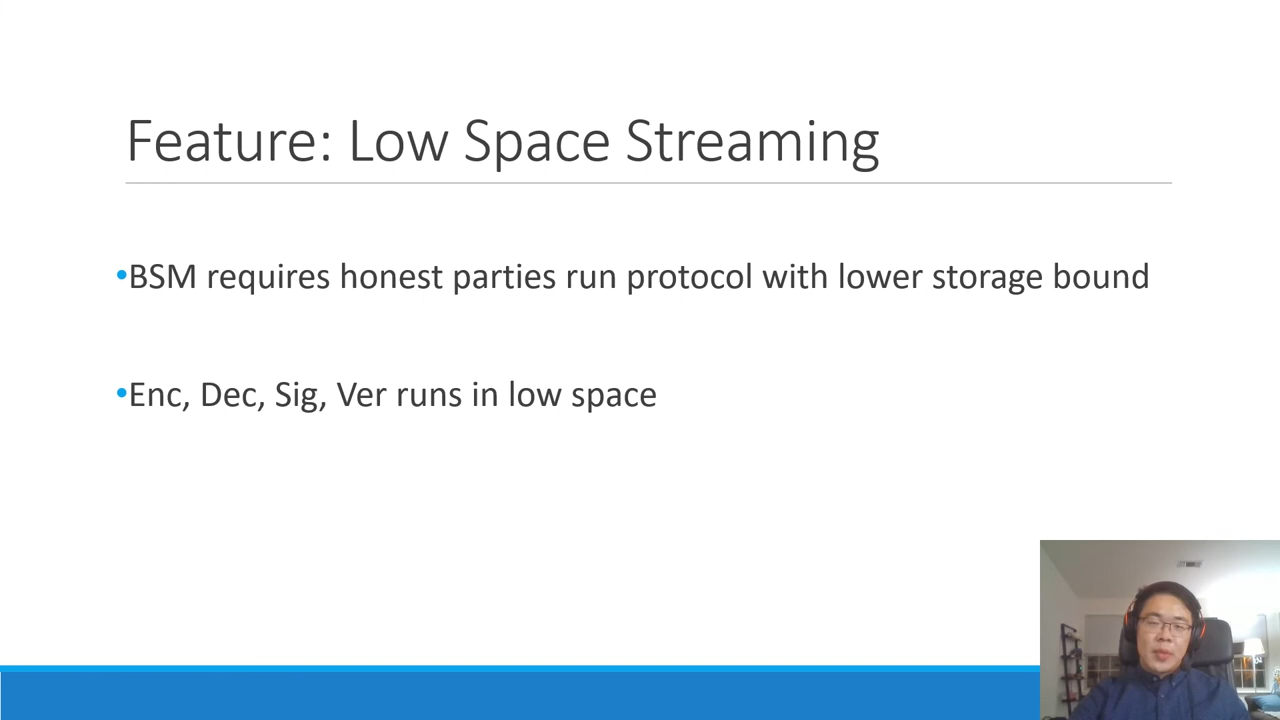 Feature: Low Space Streaming
•BSM requires honest parties run protocol with lower storage bound
•Enc, Dec, Sig, Ver runs in low space